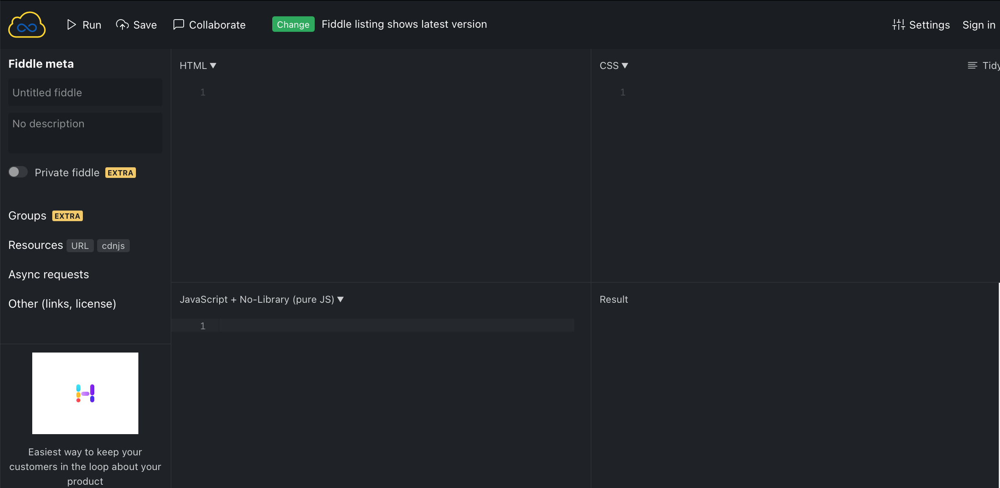 Run Save Collaborate Change Fiddle listing shows latest version Settings Sign in
Fiddle meta
Untitled fiddle
No description
Private fiddle EXTRA
Groups EXTRA
Resources URL cdnjs
Async requests
Other (links, license)
Easiest way to keep your
customers in the loop about your
product
HTML
1
CSS Tidy
1
JavaScript + No-Library (pure JS)
1
Result